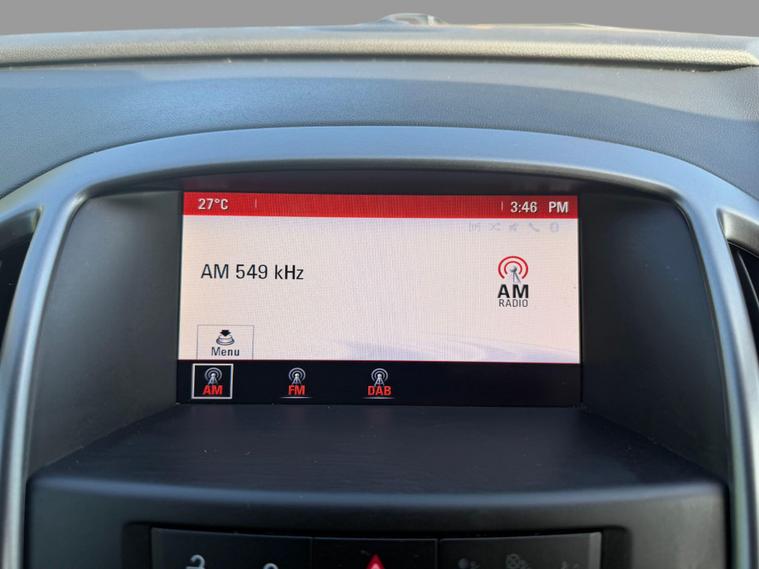 27°C 3:46 PM
AM 549 kHz
AM
RADIO
Menu
AM FM DAB